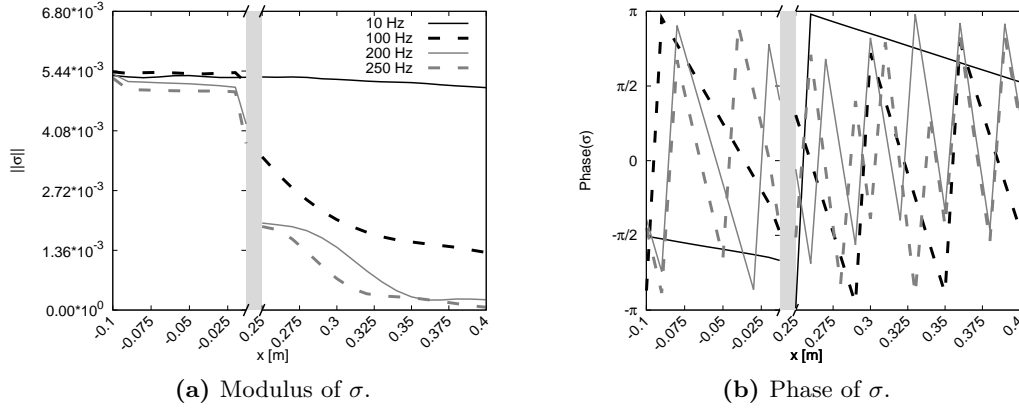 6.80*10⁻³
5.44*10⁻³
4.08*10⁻³
2.72*10⁻³
1.36*10⁻³
0.00*10⁰
||σ||
10 Hz
100 Hz
200 Hz
250 Hz
-0.1
-0.075
-0.05
-0.025
0.25
0.275
0.3
0.325
0.35
0.375
0.4
x [m]
(a) Modulus of σ.
π
π/2
0
-π/2
-π
Phase(σ)
-0.1
-0.075
-0.05
-0.025
0.25
0.275
0.3
0.325
0.35
0.375
0.4
x [m]
(b) Phase of σ.